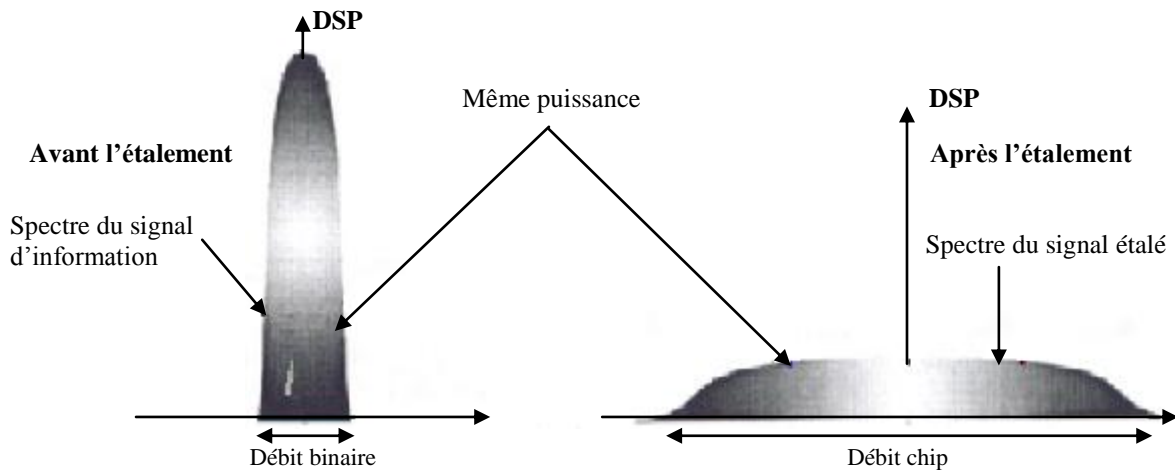 DSP
Même puissance
DSP
Avant l’étalement
Après l’étalement
Spectre du signal
d’information
Spectre du signal étalé
Débit binaire
Débit chip